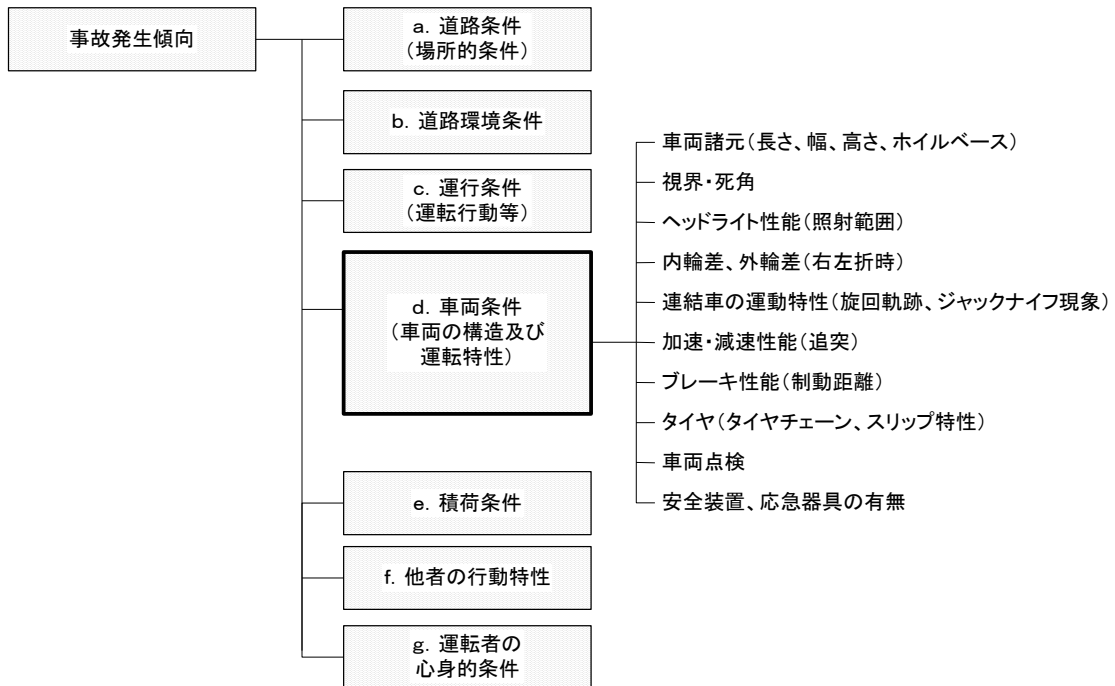 事故発生傾向
a. 道路条件
(場所的条件)
b. 道路環境条件
c. 運行条件
(運転行動等)
d. 車両条件
(車両の構造及び
運転特性)
車両諸元(長さ、幅、高さ、ホイルベース)
視界・死角
ヘッドライト性能(照射範囲)
内輪差、外輪差(右左折時)
連結車の運動特性(旋回軌跡、ジャックナイフ現象)
加速・減速性能(追突)
ブレーキ性能(制動距離)
タイヤ(タイヤチェーン、スリップ特性)
車両点検
安全装置、応急器具の有無
e. 積荷条件
f. 他者の行動特性
g. 運転者の
心身的条件